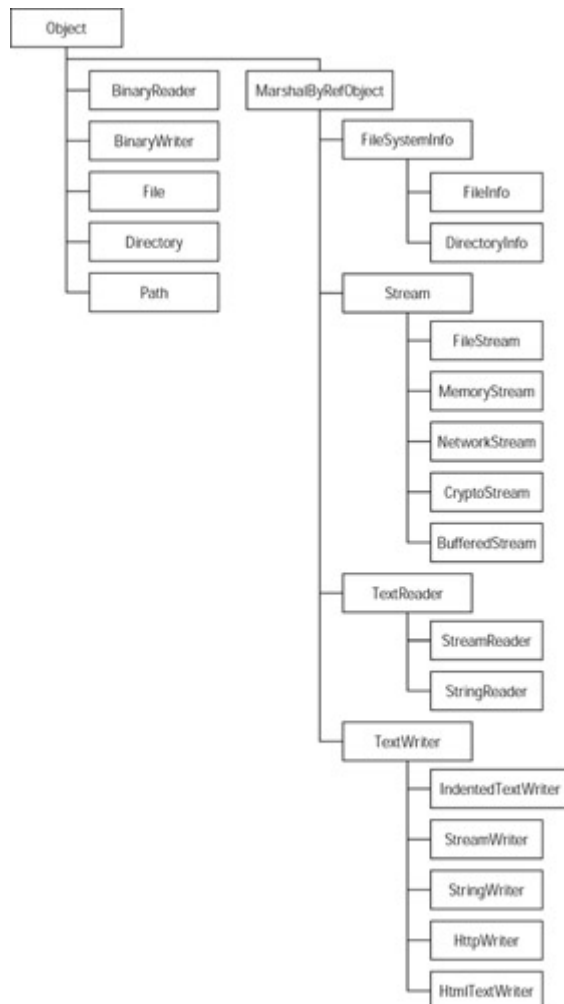 Object
BinaryReader
MarshalByRefObject
BinaryWriter
FileSystemInfo
File
FileInfo
Directory
DirectoryInfo
Path
Stream
FileStream
MemoryStream
NetworkStream
CryptoStream
BufferedStream
TextReader
StreamReader
StringReader
TextWriter
IndentedTextWriter
StreamWriter
StringWriter
HttpWriter
HtmlTextWriter